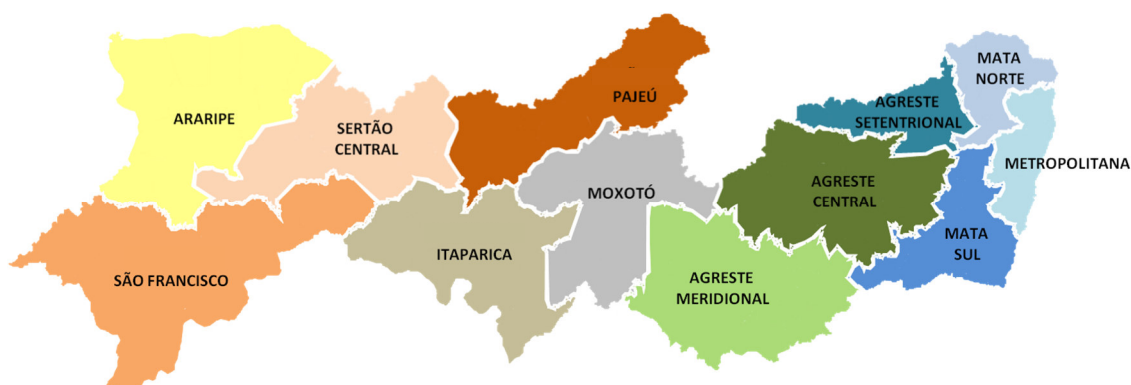 MATA
NORTE
PAJEÚ
AGRESTE
SETENTRIONAL
ARARIPE
SERTÃO
CENTRAL
METROPOLITANA
AGRESTE
CENTRAL
MOXOTÓ
MATA
SUL
ITAPARICA
SÃO FRANCISCO
AGRESTE
MERIDIONAL